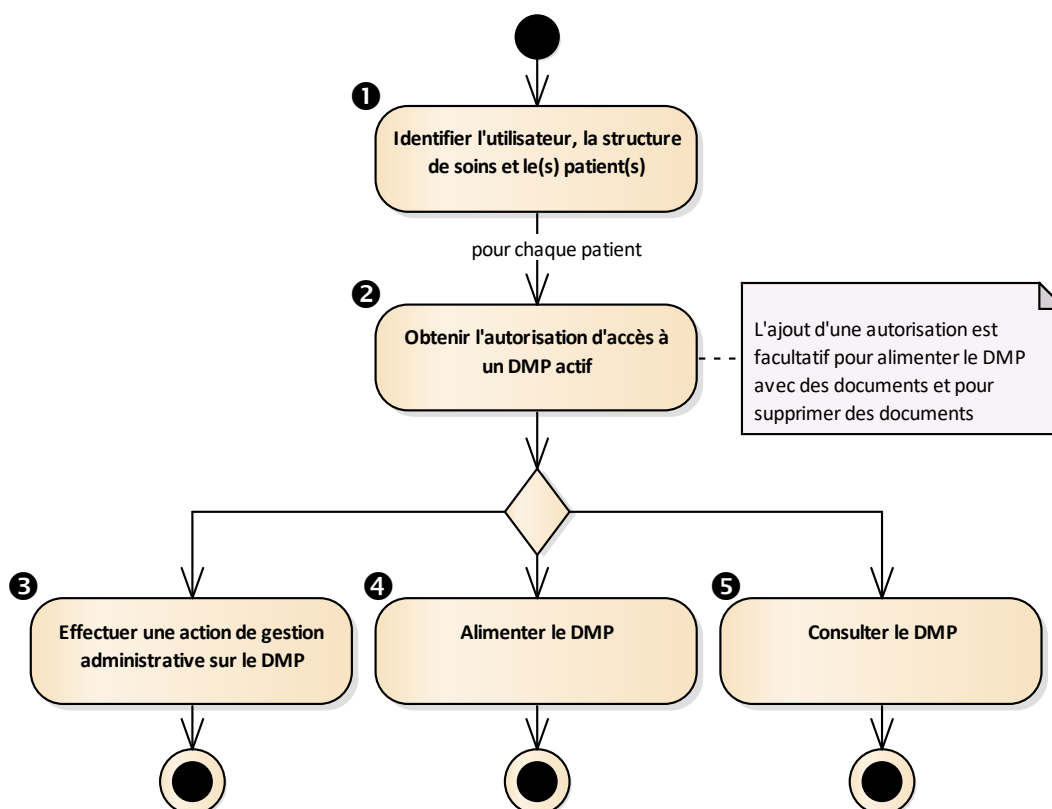 ❶
Identifier l'utilisateur, la structure
de soins et le(s) patient(s)
pour chaque patient
❷
Obtenir l'autorisation d'accès à
un DMP actif
L'ajout d'une autorisation est
facultatif pour alimenter le DMP
avec des documents et pour
supprimer des documents
❸
Effectuer une action de gestion
administrative sur le DMP
❹
Alimenter le DMP
❺
Consulter le DMP